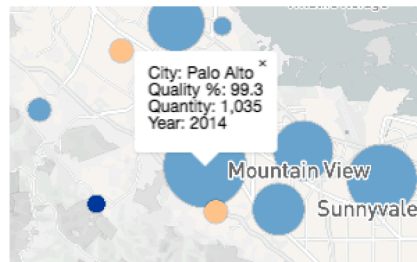 ×
City: Palo Alto
Quality %: 99.3
Quantity: 1,035
Year: 2014
Mountain View
Sunnyvale